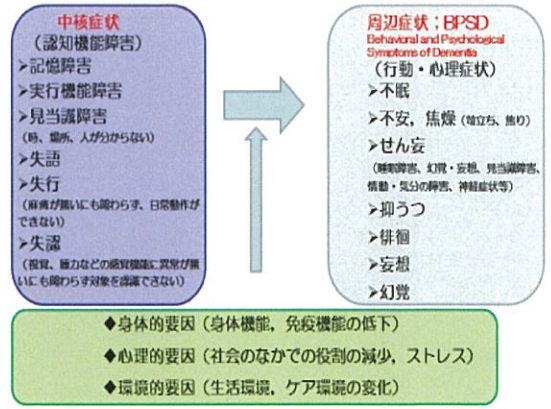 中核症状
(認知機能障害)
➢記憶障害
➢実行機能障害
➢見当識障害
(時、場所、人が分からない)
➢失語
➢失行
(麻痺が無いにも関わらず、日常動作が
できない)
➢失認
(視覚、聴力などの感覚機能に異常が無
いにも関わらず対象を認識できない)
周辺症状;BPSD
Behavioral and Psychological
Symptoms of Dementia
(行動・心理症状)
➢不眠
➢不安, 焦燥 (苛立ち、焦り)
➢せん妄
(睡眠障害、幻覚・妄想、見当識障害、
情動・気分の障害、神経症状等)
➢抑うつ
➢徘徊
➢妄想
➢幻覚
◆身体的要因(身体機能, 免疫機能の低下)
◆心理的要因(社会のなかでの役割の減少, ストレス)
◆環境的要因(生活環境, ケア環境の変化)